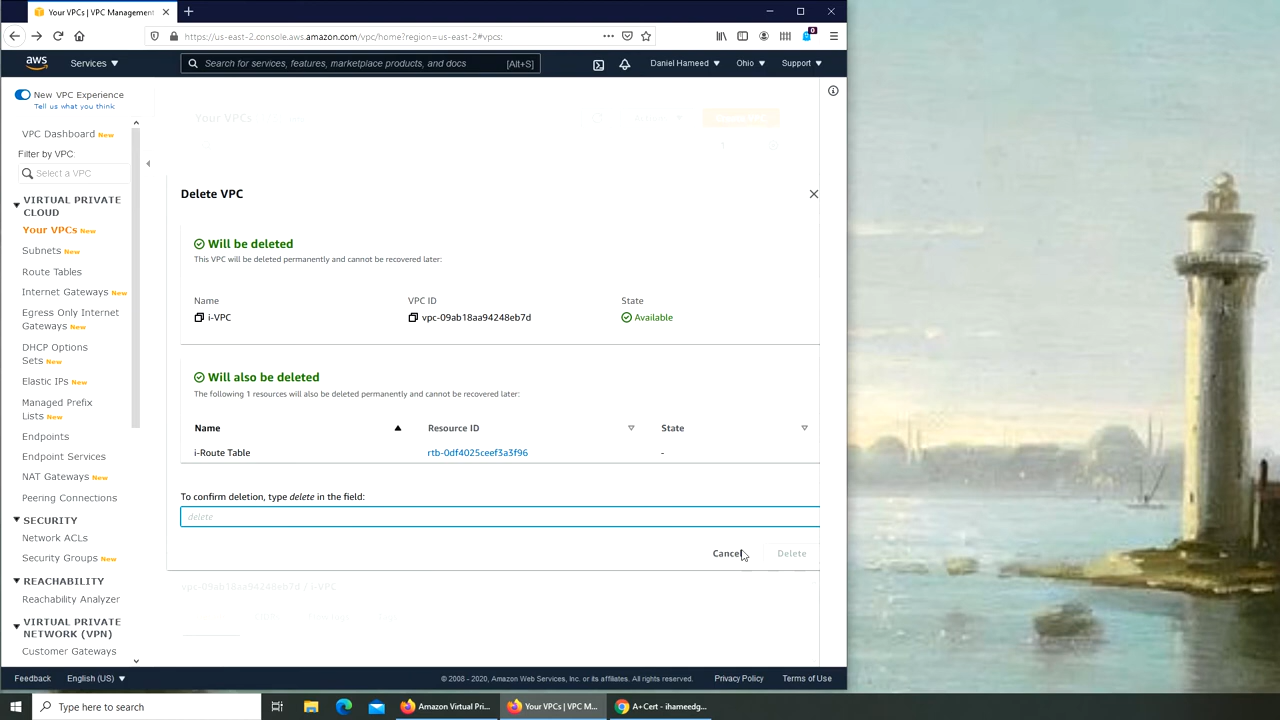 Your VPCs | VPC Management
https://us-east-2.console.aws.amazon.com/vpc/home?region=us-east-2#vpcs:
0
aws
Services
Search for services, features, marketplace products, and docs
[Alt+S]
Daniel Hameed
Ohio
Support
New VPC Experience
Tell us what you think
VPC Dashboard New
Filter by VPC:
Select a VPC
VIRTUAL PRIVATE
CLOUD
Your VPCs New
Subnets New
Route Tables
Internet Gateways New
Egress Only Internet
Gateways New
DHCP Options
Sets New
Elastic IPs New
Managed Prefix
Lists New
Endpoints
Endpoint Services
NAT Gateways New
Peering Connections
SECURITY
Network ACLs
Security Groups New
REACHABILITY
Reachability Analyzer
VIRTUAL PRIVATE
NETWORK (VPN)
Customer Gateways
Your VPCs
1
Delete VPC
Will be deleted
This VPC will be deleted permanently and cannot be recovered later:
Name VPC ID State
i-VPC vpc-09ab18aa94248eb7d Available
Will also be deleted
The following 1 resources will also be deleted permanently and cannot be recovered later:
Name Resource ID State
i-Route Table rtb-0df4025ceef3a3f96 -
To confirm deletion, type delete in the field:
delete
Cancel Delete
vpc-09ab18aa94248eb7d / i-VPC
Feedback English (US)
© 2008 - 2020, Amazon Web Services, Inc. or its affiliates. All rights reserved. Privacy Policy Terms of Use
Type here to search
Amazon Virtual Pri...
Your VPCs | VPC M...
A+Cert - ihameedg...